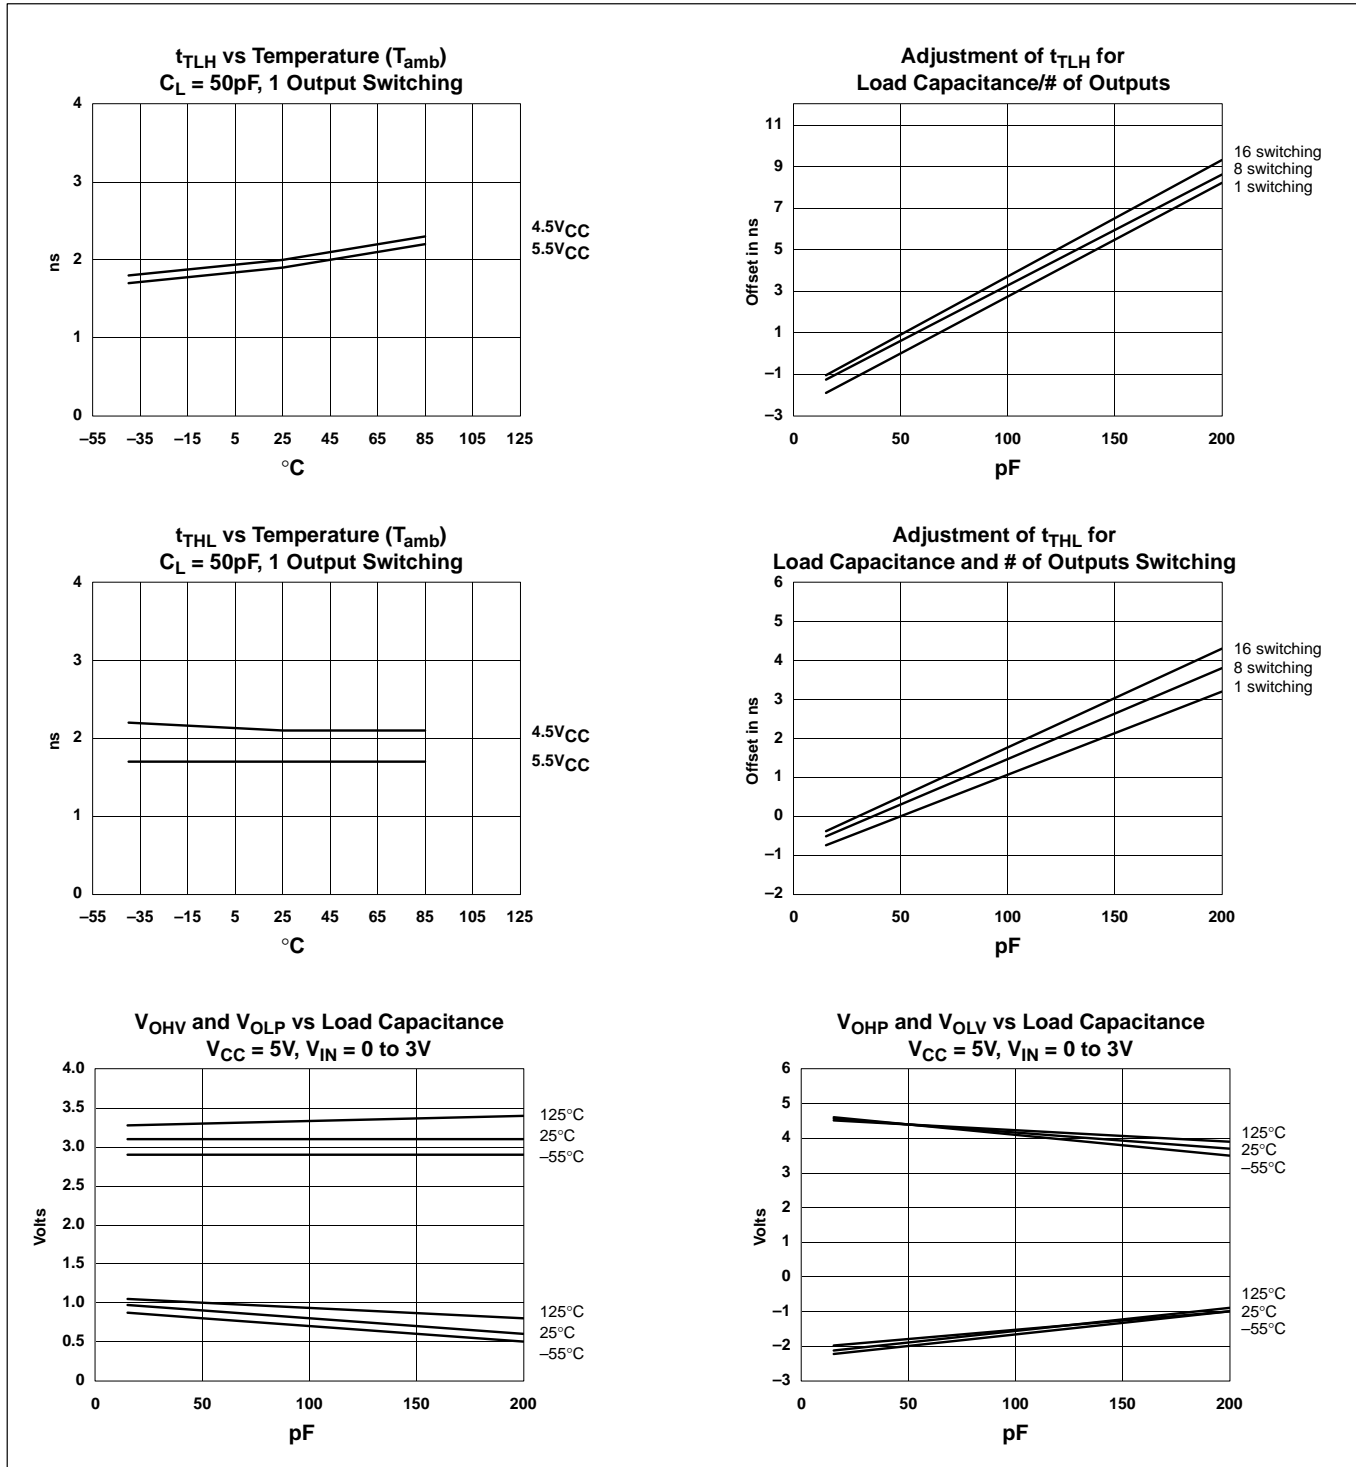 tTLH vs Temperature (Tamb)
CL = 50pF, 1 Output Switching
4
3
2
1
0
ns
4.5VCC
5.5VCC
–55 –35 –15 5 25 45 65 85 105 125
°C
Adjustment of tTLH for
Load Capacitance/# of Outputs
11
9
7
5
3
1
–1
–3
Offset in ns
16 switching
8 switching
1 switching
0 50 100 150 200
pF
tTHL vs Temperature (Tamb)
CL = 50pF, 1 Output Switching
4
3
2
1
0
ns
4.5VCC
5.5VCC
–55 –35 –15 5 25 45 65 85 105 125
°C
Adjustment of tTHL for
Load Capacitance and # of Outputs Switching
6
5
4
3
2
1
0
–1
–2
Offset in ns
16 switching
8 switching
1 switching
0 50 100 150 200
pF
VOHV and VOLP vs Load Capacitance
VCC = 5V, VIN = 0 to 3V
4.0
3.5
3.0
2.5
2.0
1.5
1.0
0.5
0
Volts
125°C
25°C
–55°C
125°C
25°C
–55°C
0 50 100 150 200
pF
VOHP and VOLV vs Load Capacitance
VCC = 5V, VIN = 0 to 3V
6
5
4
3
2
1
0
–1
–2
–3
Volts
125°C
25°C
–55°C
125°C
25°C
–55°C
0 50 100 150 200
pF